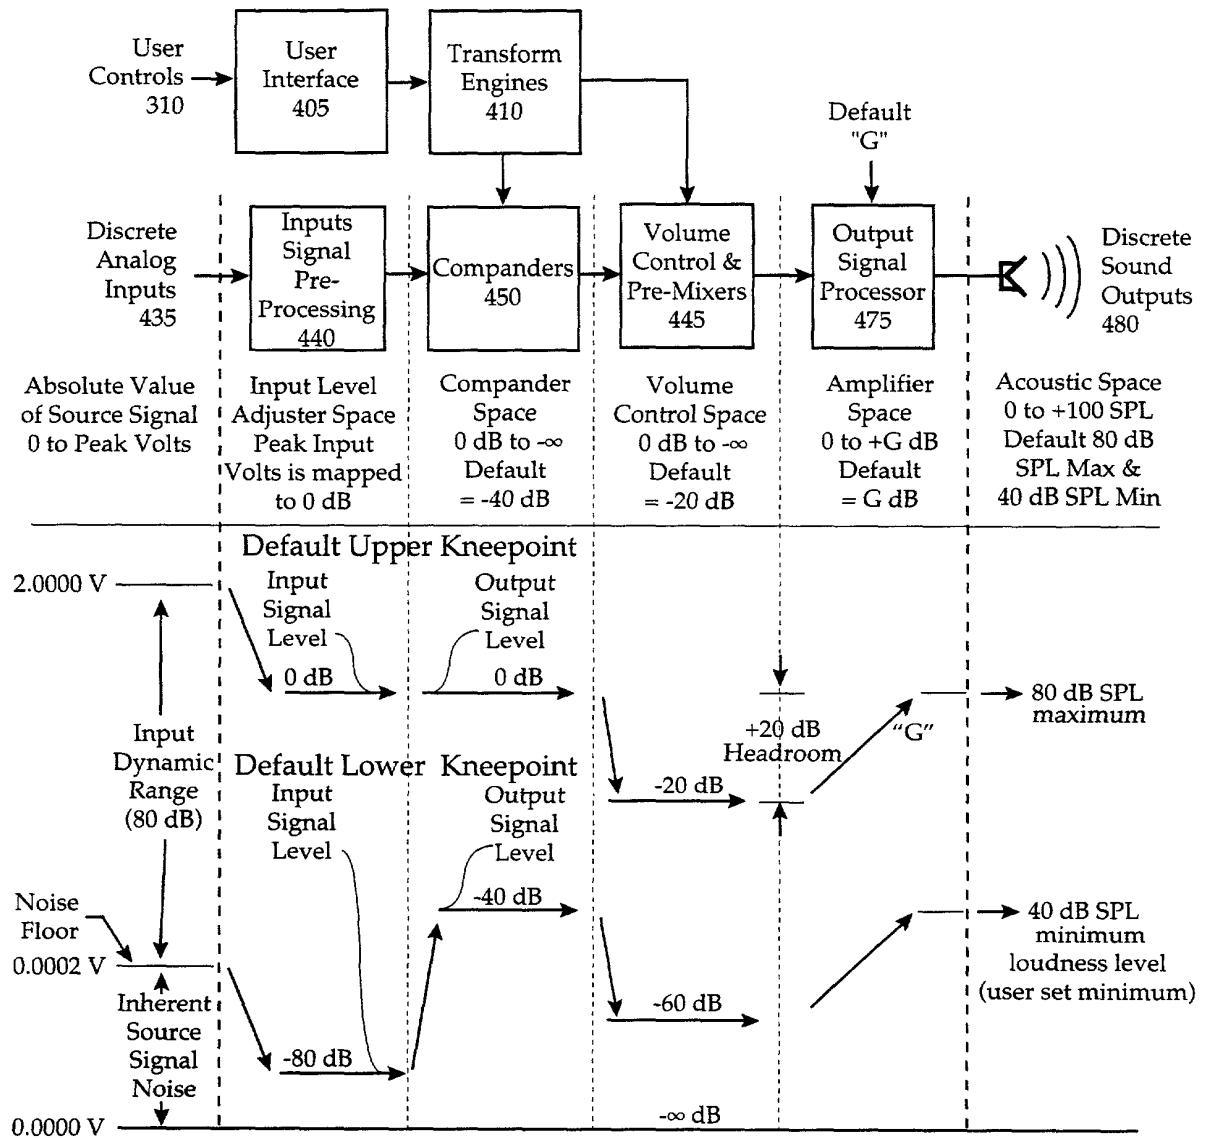 User
Controls
310
User
Interface
405
Transform
Engines
410
Default
"G"
Discrete
Analog
Inputs
435
Inputs
Signal
Pre-
Processing
440
Companders
450
Volume
Control &
Pre-Mixers
445
Output
Signal
Processor
475
Discrete
Sound
Outputs
480
Absolute Value
of Source Signal
0 to Peak Volts
Input Level
Adjuster Space
Peak Input
Volts is mapped
to 0 dB
Compander
Space
0 dB to -∞
Default
= -40 dB
Volume
Control Space
0 dB to -∞
Default
= -20 dB
Amplifier
Space
0 to +G dB
Default
= G dB
Acoustic Space
0 to +100 SPL
Default 80 dB
SPL Max &
40 dB SPL Min
Default Upper Kneepoint
2.0000 V
Input
Signal
Level
0 dB
Output
Signal
Level
0 dB
80 dB SPL
maximum
+20 dB
Headroom
"G"
Input
Dynamic
Range
(80 dB)
Default Lower Kneepoint
-20 dB
Input
Signal
Level
Output
Signal
Level
-40 dB
Noise
Floor
0.0002 V
40 dB SPL
minimum
loudness level
(user set minimum)
-60 dB
Inherent
Source
Signal
Noise
-80 dB
0.0000 V
-∞ dB